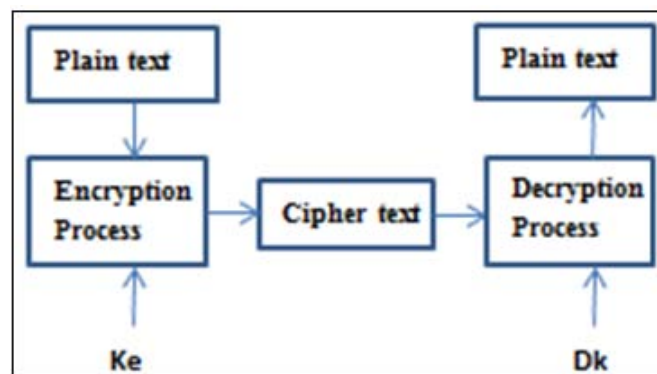 Plain text
Plain text
Encryption
Process
Cipher text
Decryption
Process
Ke
Dk